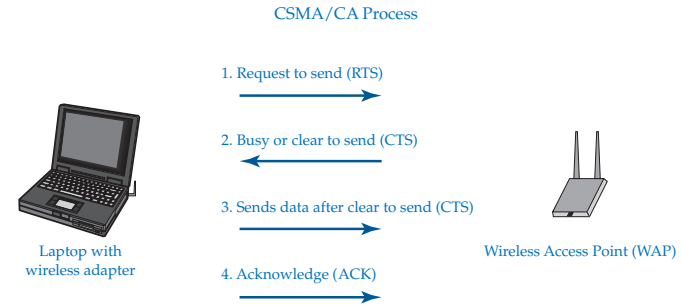 CSMA/CA Process
1. Request to send (RTS)
2. Busy or clear to send (CTS)
3. Sends data after clear to send (CTS)
4. Acknowledge (ACK)
Laptop with
wireless adapter
Wireless Access Point (WAP)